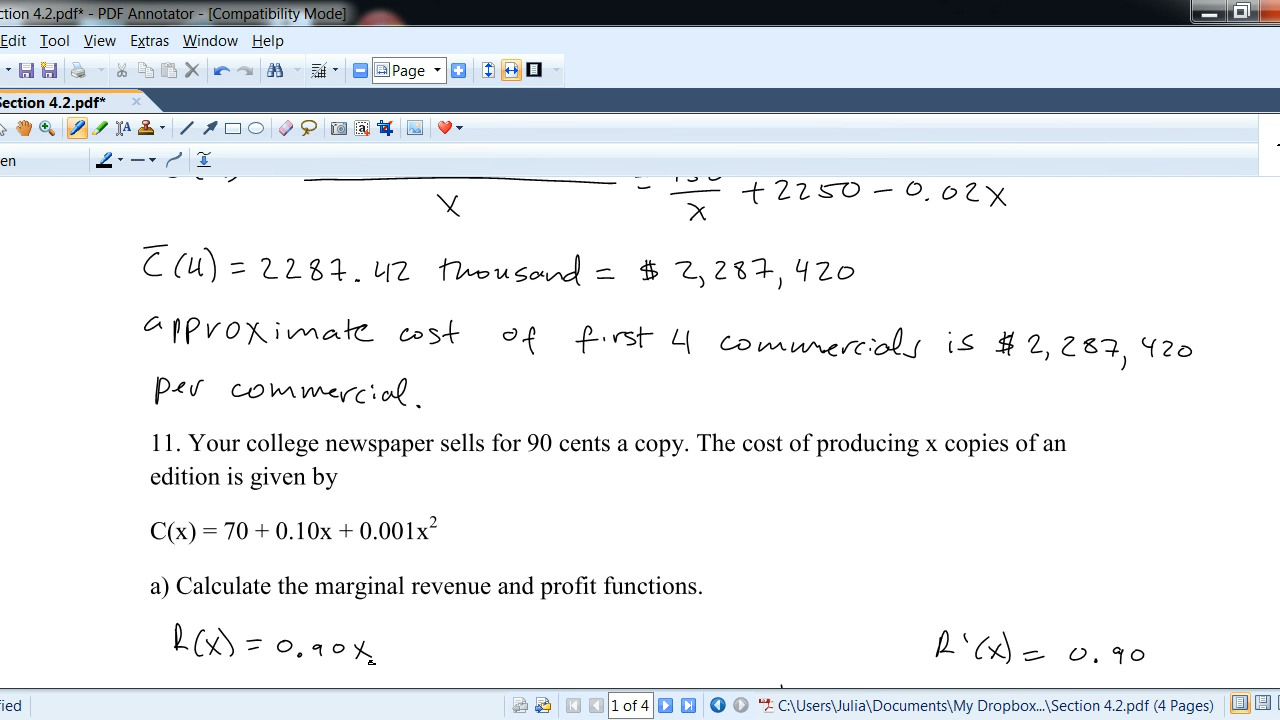 ction 4.2.pdf* - PDF Annotator - [Compatibility Mode]
Edit Tool View Extras Window Help
Page
Section 4.2.pdf*
en
x = 150/x + 2250 - 0.02x
C̅(4) = 2287.42 thousand = $ 2,287,420
approximate cost of first 4 commercials is $ 2,287,420
per commercial.
11. Your college newspaper sells for 90 cents a copy. The cost of producing x copies of an
edition is given by
C(x) = 70 + 0.10x + 0.001x²
a) Calculate the marginal revenue and profit functions.
R(x) = 0.90x R'(x) = 0.90
fied 1 of 4 C:\Users\Julia\Documents\My Dropbox...\Section 4.2.pdf (4 Pages)